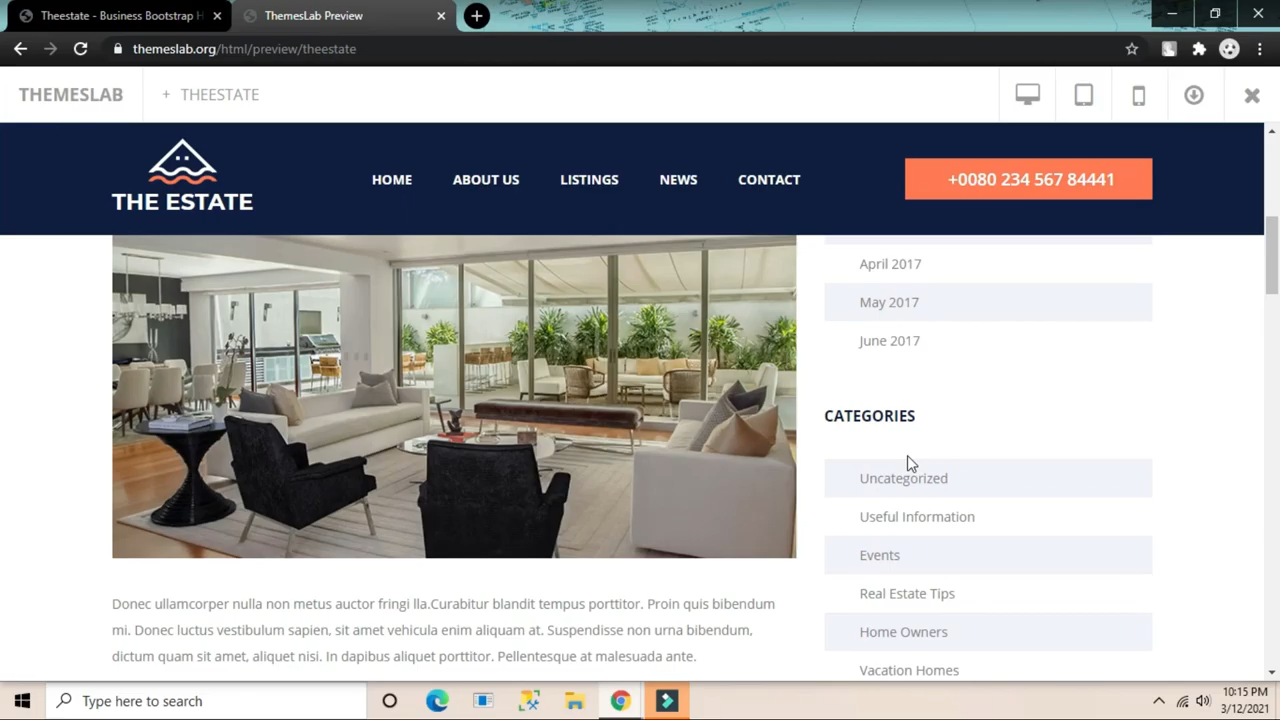 Theestate - Business Bootstrap H
ThemesLab Preview
themeslab.org/html/preview/theestate
THEMESLAB
+ THEESTATE
THE ESTATE
HOME
ABOUT US
LISTINGS
NEWS
CONTACT
+0080 234 567 84441
April 2017
May 2017
June 2017
CATEGORIES
Uncategorized
Useful Information
Events
Real Estate Tips
Home Owners
Vacation Homes
Donec ullamcorper nulla non metus auctor fringi lla.Curabitur blandit tempus porttitor. Proin quis bibendum
mi. Donec luctus vestibulum sapien, sit amet vehicula enim aliquam at. Suspendisse non urna bibendum,
dictum quam sit amet, aliquet nisi. In dapibus aliquet porttitor. Pellentesque at malesuada ante.
Type here to search
10:15 PM
3/12/2021